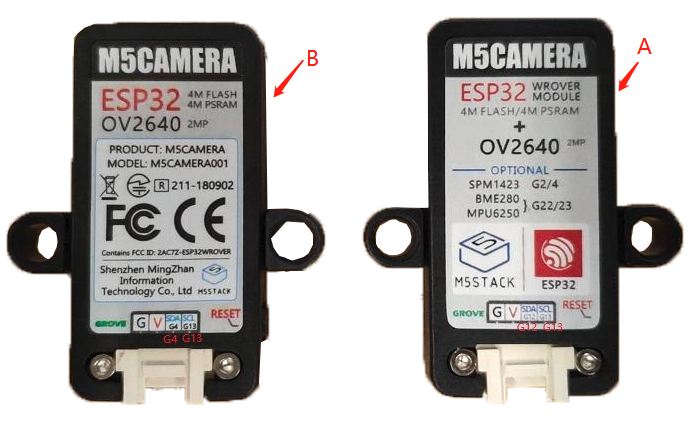 B
M5CAMERA
ESP32 4M FLASH
4M PSRAM
OV2640 2MP
PRODUCT: M5CAMERA
MODEL: M5CAMERA001
R 211-180902
FC CE
Contains FCC ID: 2AC7Z-ESP32WROVER
Shenzhen MingZhan
Information
Technology Co., Ltd
M5STACK
GROVE G V SDA SCL RESET
G4 G13
G4 G13
A
M5CAMERA
ESP32 WROVER
MODULE
4M FLASH/4M PSRAM
+
OV2640 2MP
OPTIONAL
SPM1423 G2/4
BME280
MPU6250 } G22/23
5
M5STACK ESP32
GROVE G V SDA SCL RESET
G12 G13
G12 G13